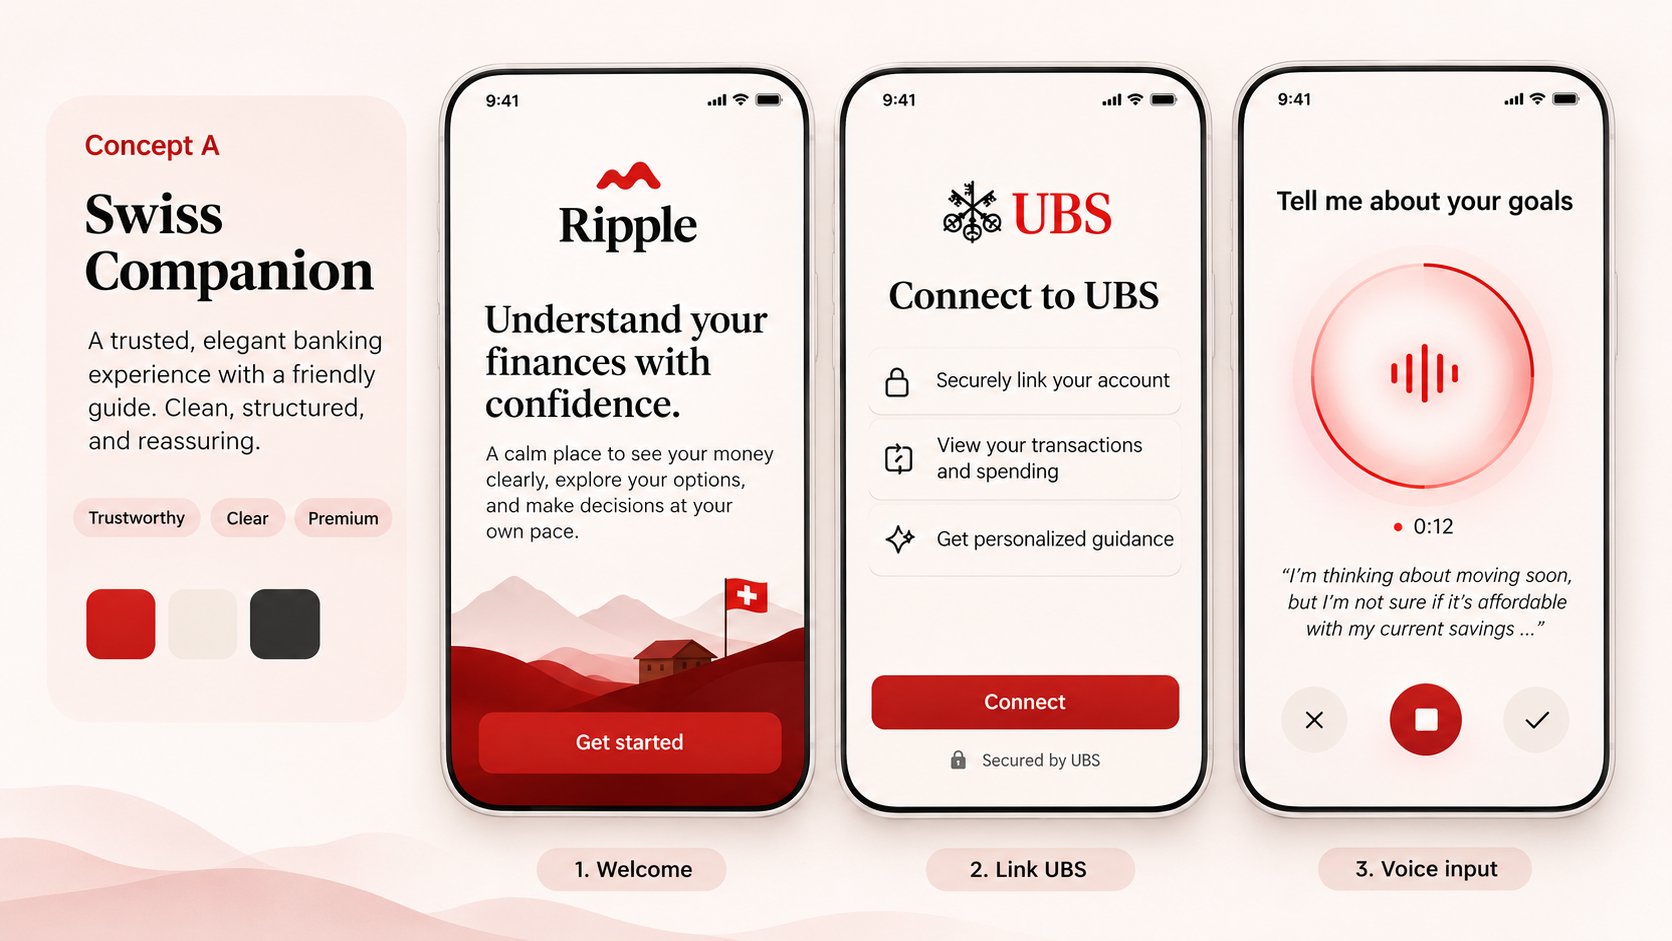 Concept A
Swiss
Companion
A trusted, elegant banking
experience with a friendly
guide. Clean, structured,
and reassuring.
Trustworthy
Clear
Premium
9:41
Ripple
Understand your
finances with
confidence.
A calm place to see your money
clearly, explore your options,
and make decisions at your
own pace.
Get started
1. Welcome
9:41
UBS
Connect to UBS
Securely link your account
View your transactions
and spending
Get personalized guidance
Connect
Secured by UBS
2. Link UBS
9:41
Tell me about your goals
0:12
“I’m thinking about moving soon,
but I’m not sure if it’s affordable
with my current savings ...”
3. Voice input